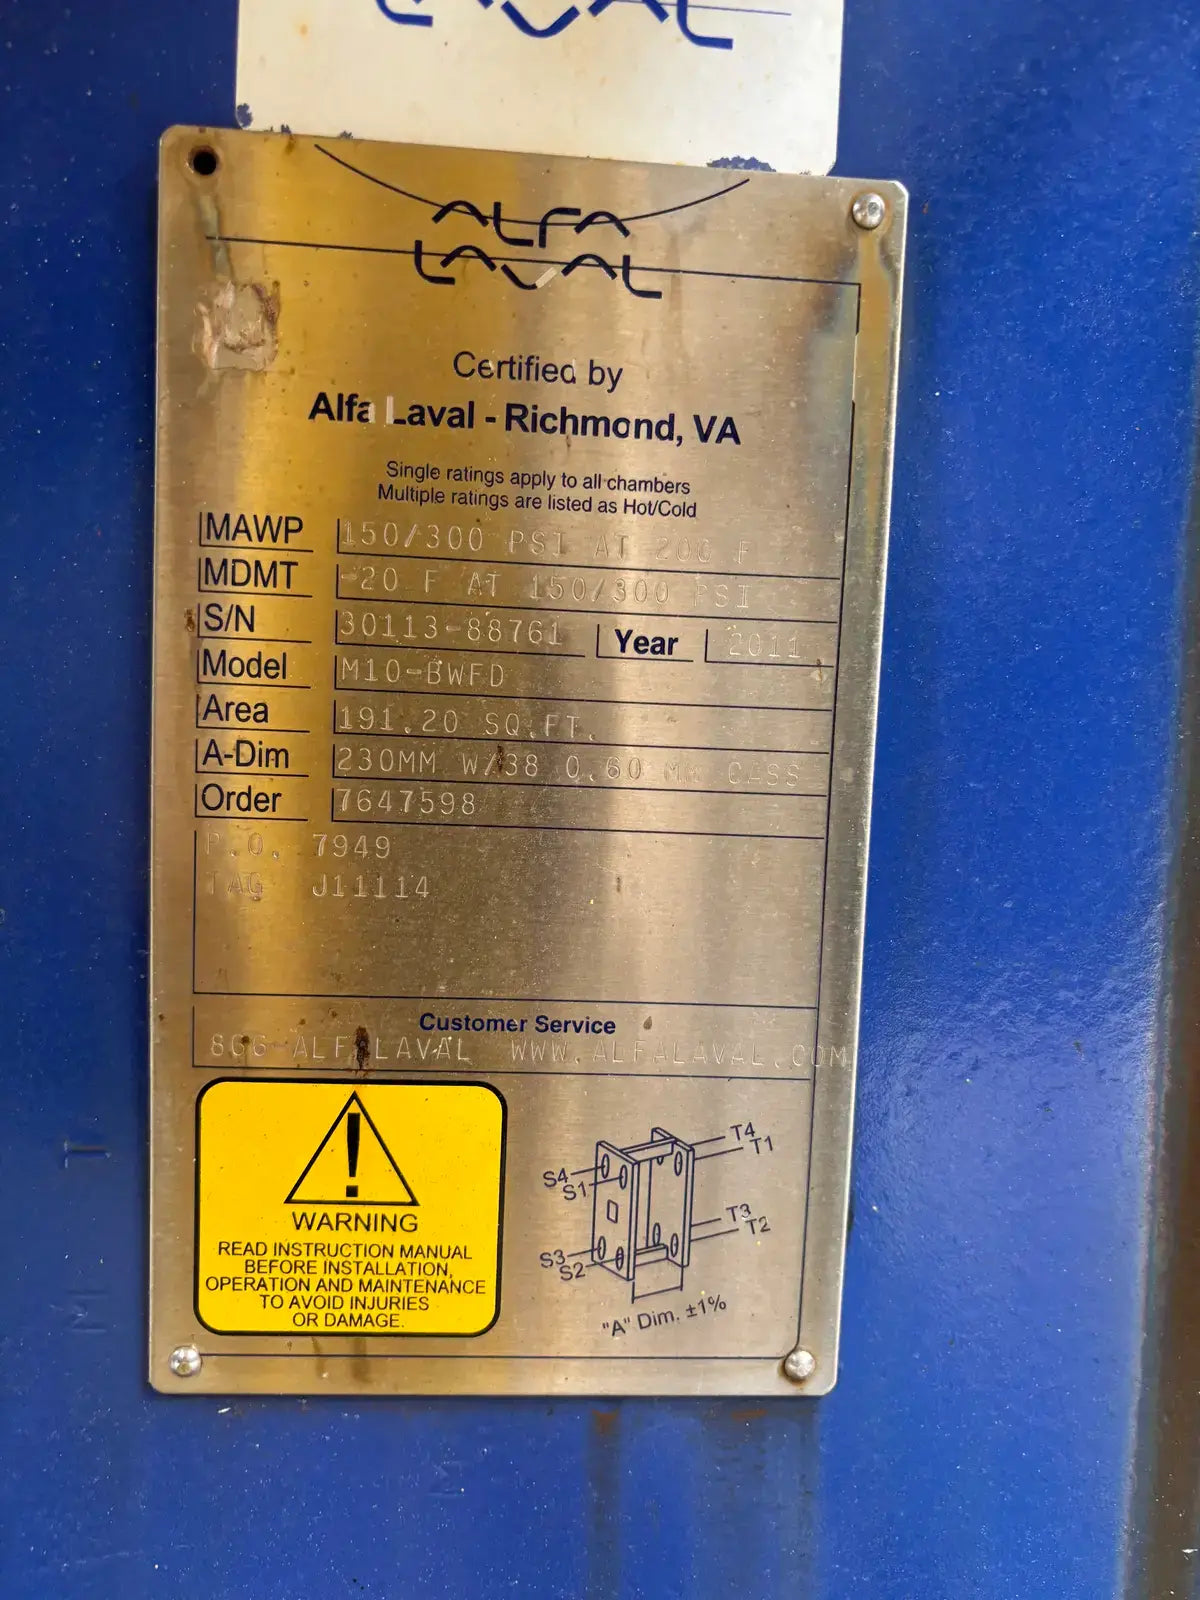 ALFA
LAVAL
Certified by
Alfa Laval - Richmond, VA
Single ratings apply to all chambers
Multiple ratings are listed as Hot/Cold
MAWP 150/300 PSI AT 200 F
MDMT -20 F AT 150/300 PSI
S/N 30113-88761 Year 2011
Model M10-BWFD
Area 191.20 SQ.FT.
A-Dim 230MM W/38 0.60 MM CASS
Order 7647598
P.O. 7949
TAG J11114
Customer Service
866-ALFALAVAL WWW.ALFALAVAL.COM
WARNING
READ INSTRUCTION MANUAL
BEFORE INSTALLATION,
OPERATION AND MAINTENANCE
TO AVOID INJURIES
OR DAMAGE.
T4
T1
S4
S1
T3
T2
S3
S2
"A" Dim. ±1%